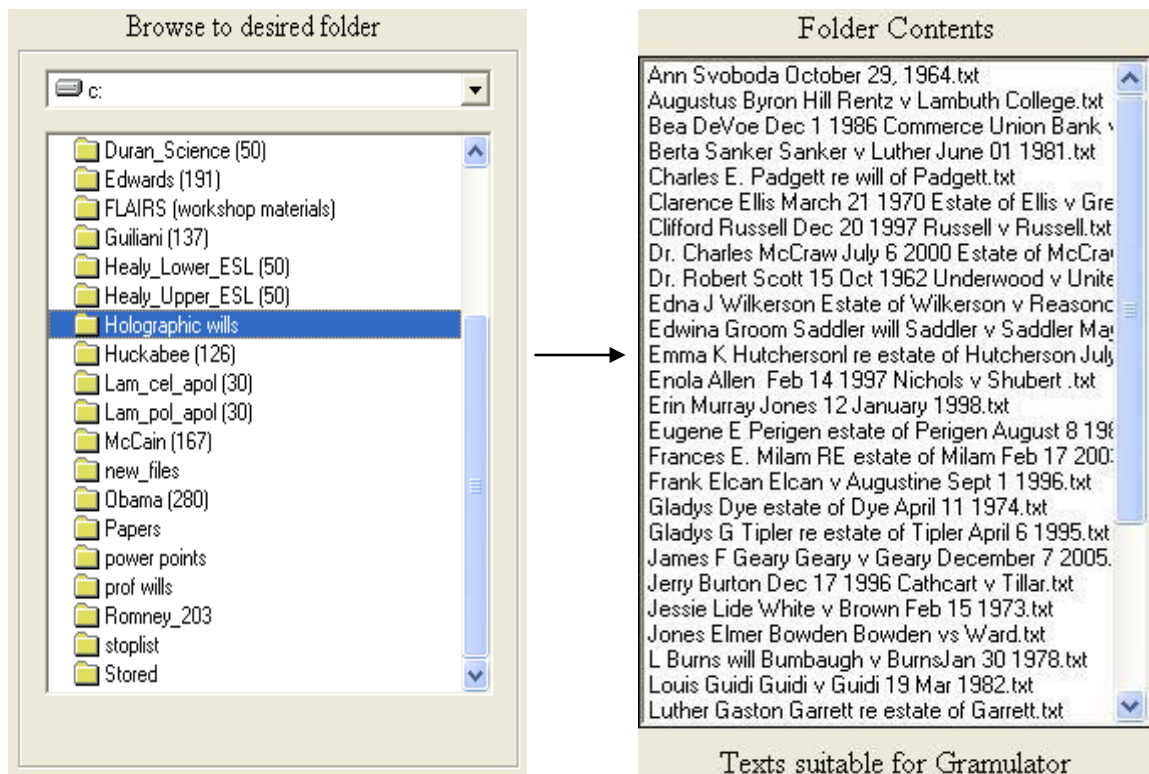 Browse to desired folder
c:
Duran_Science (50)
Edwards (191)
FLAIRS (workshop materials)
Guiliani (137)
Healy_Lower_ESL (50)
Healy_Upper_ESL (50)
Holographic wills
Huckabee (126)
Lam_cel_apol (30)
Lam_pol_apol (30)
McCain (167)
new_files
Obama (280)
Papers
power points
prof wills
Romney_203
stoplist
Stored
Folder Contents
Ann Svoboda October 29, 1964.txt
Augustus Byron Hill Rentz v Lambuth College.txt
Bea DeVoe Dec 1 1986 Commerce Union Bank v
Berta Sanker Sanker v Luther June 01 1981.txt
Charles E. Padgett re will of Padgett.txt
Clarence Ellis March 21 1970 Estate of Ellis v Gre
Clifford Russell Dec 20 1997 Russell v Russell.txt
Dr. Charles McCraw July 6 2000 Estate of McCra
Dr. Robert Scott 15 Oct 1962 Underwood v Unite
Edna J Wilkerson Estate of Wilkerson v Reasono
Edwina Groom Saddler will Saddler v Saddler May
Emma K Hutchersonl re estate of Hutcherson July
Enola Allen  Feb 14 1997 Nichols v Shubert .txt
Erin Murray Jones 12 January 1998.txt
Eugene E Perigen estate of Perigen August 8 198
Frances E. Milam RE estate of Milam Feb 17 200
Frank Elcan Elcan v Augustine Sept 1 1996.txt
Gladys Dye estate of Dye April 11 1974.txt
Gladys G Tipler re estate of Tipler April 6 1995.txt
James F Geary Geary v Geary December 7 2005.
Jerry Burton Dec 17 1996 Cathcart v Tillar.txt
Jessie Lide White v Brown Feb 15 1973.txt
Jones Elmer Bowden Bowden vs Ward.txt
L Burns will Bumbaugh v BurnsJan 30 1978.txt
Louis Guidi Guidi v Guidi 19 Mar 1982.txt
Luther Gaston Garrett re estate of Garrett.txt
Texts suitable for Gramulator